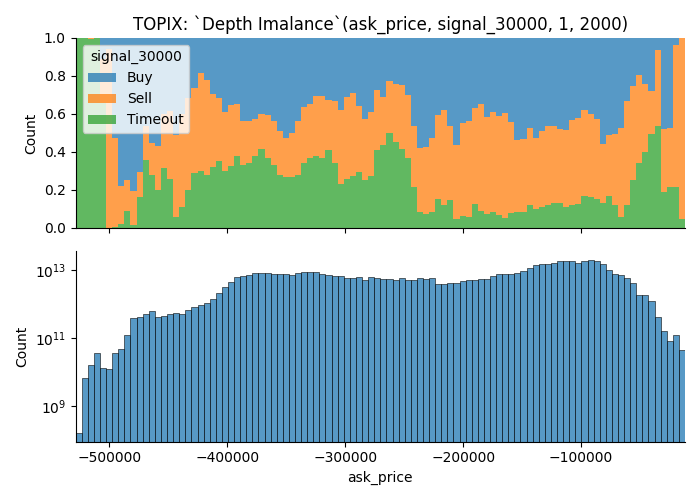 TOPIX: `Depth Imalance`(ask_price, signal_30000, 1, 2000)
1.0
0.8
0.6
0.4
0.2
0.0
Count
signal_30000
Buy
Sell
Timeout
10^13
10^11
10^9
Count
−500000 −400000 −300000 −200000 −100000
ask_price